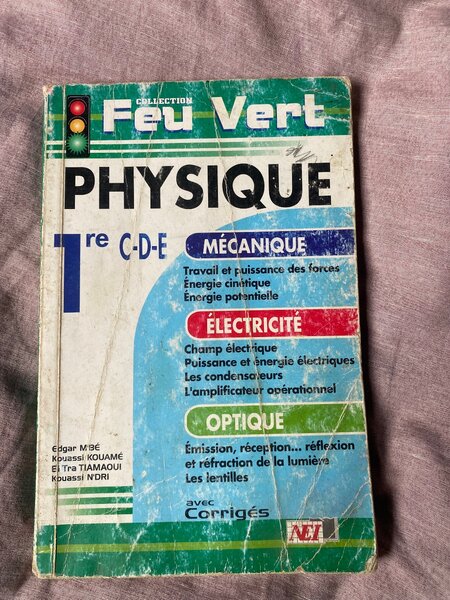 COLLECTION
Feu Vert
PHYSIQUE
1re C-D-E
MÉCANIQUE
Travail et puissance des forces
Énergie cinétique
Énergie potentielle
ÉLECTRICITÉ
Champ électrique
Puissance et énergie électriques
Les condensateurs
L'amplificateur opérationnel
OPTIQUE
Émission, réception... réflexion
et réfraction de la lumière
Les lentilles
Edgar M'BÉ
Kouassi KOUAMÉ
Bi Tra TIAMAOUI
Kouassi N'DRI
avec
Corrigés
NEI